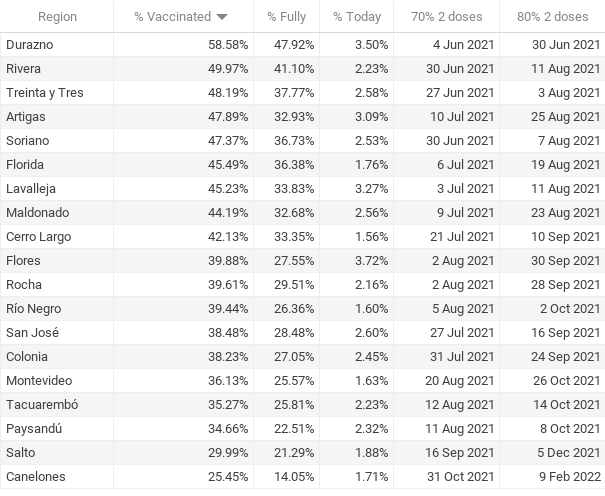 Region % Vaccinated % Fully % Today 70% 2 doses 80% 2 doses
Durazno 58.58% 47.92% 3.50% 4 Jun 2021 30 Jun 2021
Rivera 49.97% 41.10% 2.23% 30 Jun 2021 11 Aug 2021
Treinta y Tres 48.19% 37.77% 2.58% 27 Jun 2021 3 Aug 2021
Artigas 47.89% 32.93% 3.09% 10 Jul 2021 25 Aug 2021
Soriano 47.37% 36.73% 2.53% 30 Jun 2021 7 Aug 2021
Florida 45.49% 36.38% 1.76% 6 Jul 2021 19 Aug 2021
Lavalleja 45.23% 33.83% 3.27% 3 Jul 2021 11 Aug 2021
Maldonado 44.19% 32.68% 2.56% 9 Jul 2021 23 Aug 2021
Cerro Largo 42.13% 33.35% 1.56% 21 Jul 2021 10 Sep 2021
Flores 39.88% 27.55% 3.72% 2 Aug 2021 30 Sep 2021
Rocha 39.61% 29.51% 2.16% 2 Aug 2021 28 Sep 2021
Río Negro 39.44% 26.36% 1.60% 5 Aug 2021 2 Oct 2021
San José 38.48% 28.48% 2.60% 27 Jul 2021 16 Sep 2021
Colonia 38.23% 27.05% 2.45% 31 Jul 2021 24 Sep 2021
Montevideo 36.13% 25.57% 1.63% 20 Aug 2021 26 Oct 2021
Tacuarembó 35.27% 25.81% 2.23% 12 Aug 2021 14 Oct 2021
Paysandú 34.66% 22.51% 2.32% 11 Aug 2021 8 Oct 2021
Salto 29.99% 21.29% 1.88% 16 Sep 2021 5 Dec 2021
Canelones 25.45% 14.05% 1.71% 31 Oct 2021 9 Feb 2022